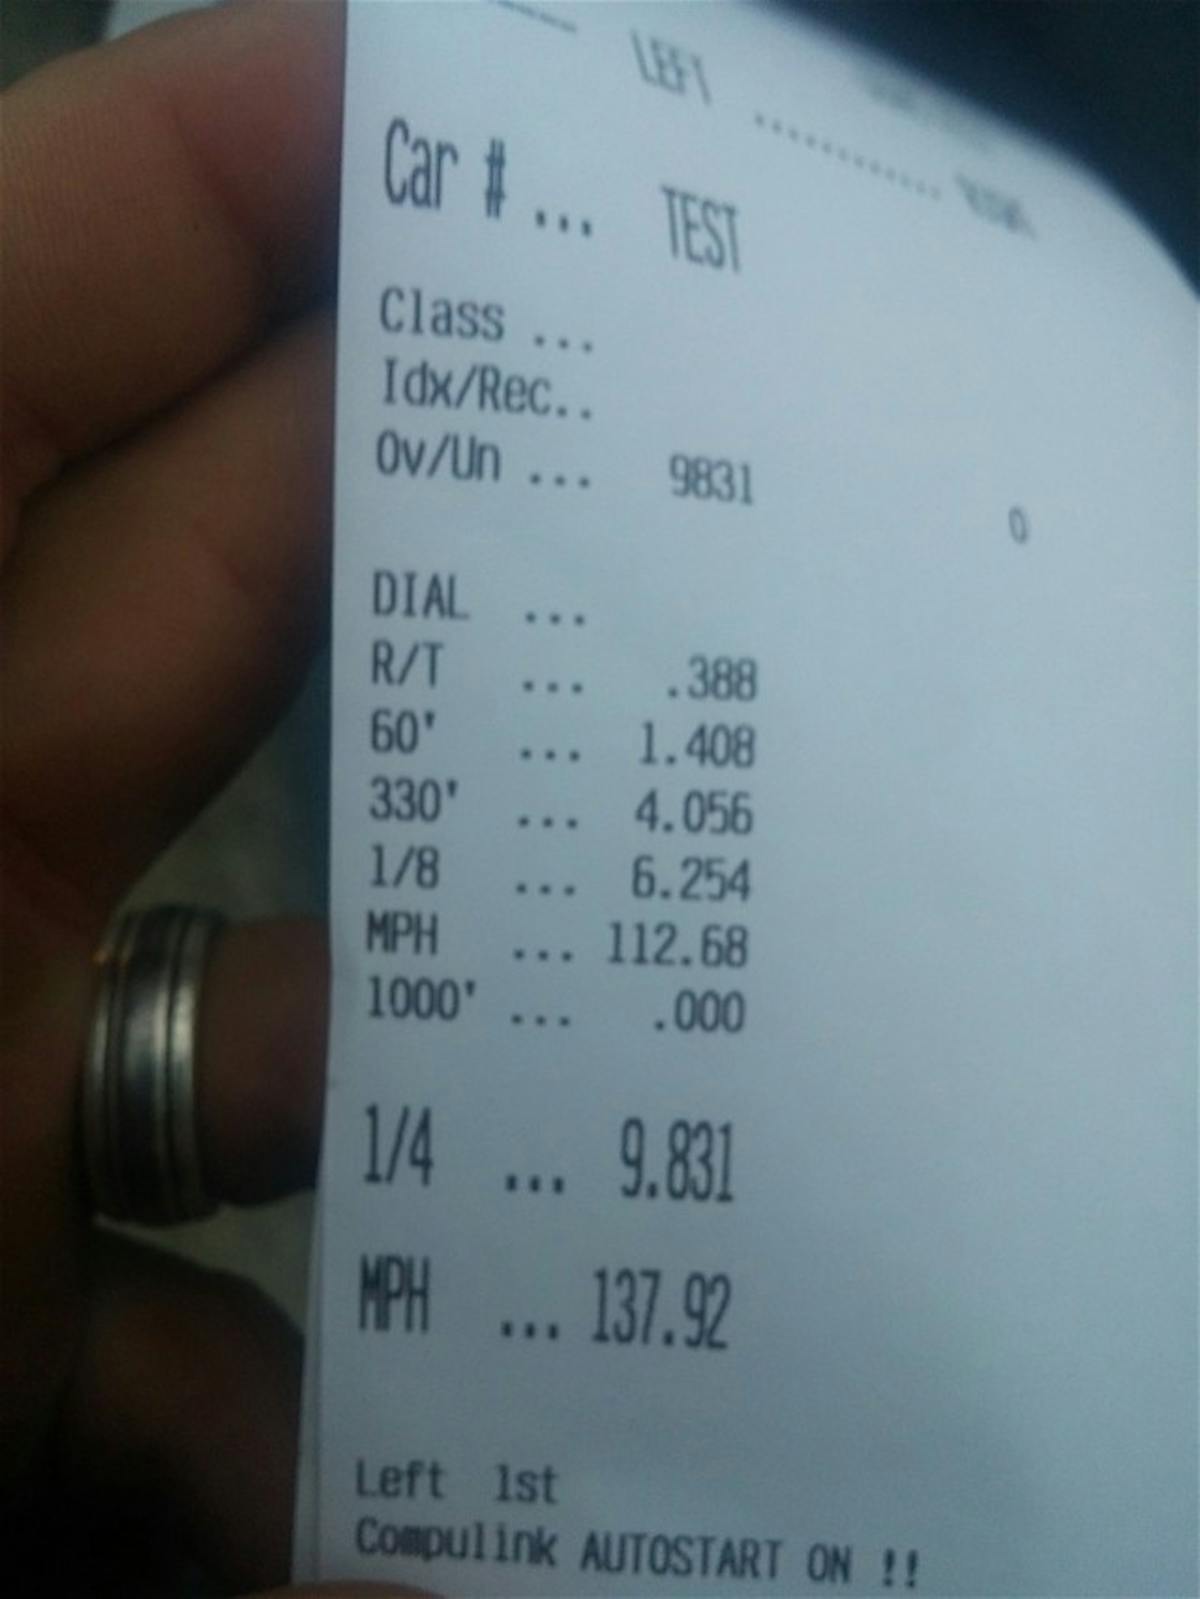 LEFT ............
Car # ... TEST
Class ...
Idx/Rec..
Ov/Un ... 9831 0
DIAL ...
R/T ... .388
60' ... 1.408
330' ... 4.056
1/8 ... 6.254
MPH ... 112.68
1000' ... .000
1/4 ... 9.831
MPH ... 137.92
Left 1st
Compulink AUTOSTART ON !!